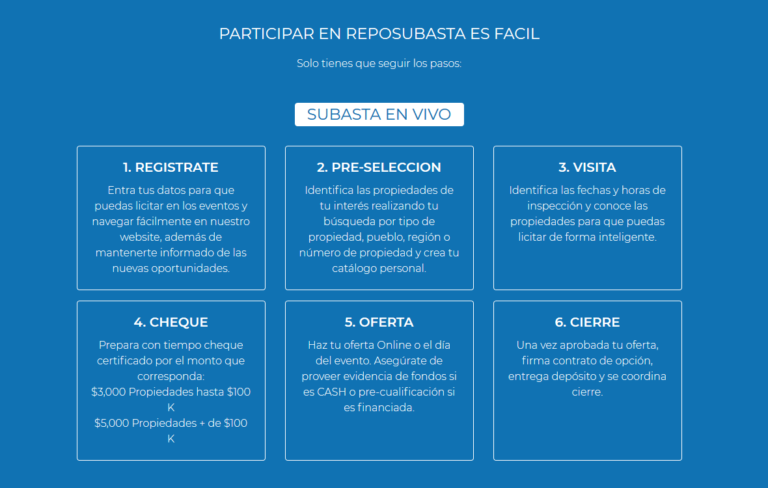 PARTICIPAR EN REPOSUBASTA ES FACIL
Solo tienes que seguir los pasos:
SUBASTA EN VIVO
1. REGISTRATE
Entra tus datos para que
puedas licitar en los eventos y
navegar fácilmente en nuestro
website, además de
mantenerte informado de las
nuevas oportunidades.
2. PRE-SELECCION
Identifica las propiedades de
tu interés realizando tu
búsqueda por tipo de
propiedad, pueblo, región o
número de propiedad y crea tu
catálogo personal.
3. VISITA
Identifica las fechas y horas de
inspección y conoce las
propiedades para que puedas
licitar de forma inteligente.
4. CHEQUE
Prepara con tiempo cheque
certificado por el monto que
corresponda:
$3,000 Propiedades hasta $100
K
$5,000 Propiedades + de $100
K
5. OFERTA
Haz tu oferta Online o el día
del evento. Asegúrate de
proveer evidencia de fondos si
es CASH o pre-cualificación si
es financiada.
6. CIERRE
Una vez aprobada tu oferta,
firma contrato de opción,
entrega depósito y se coordina
cierre.